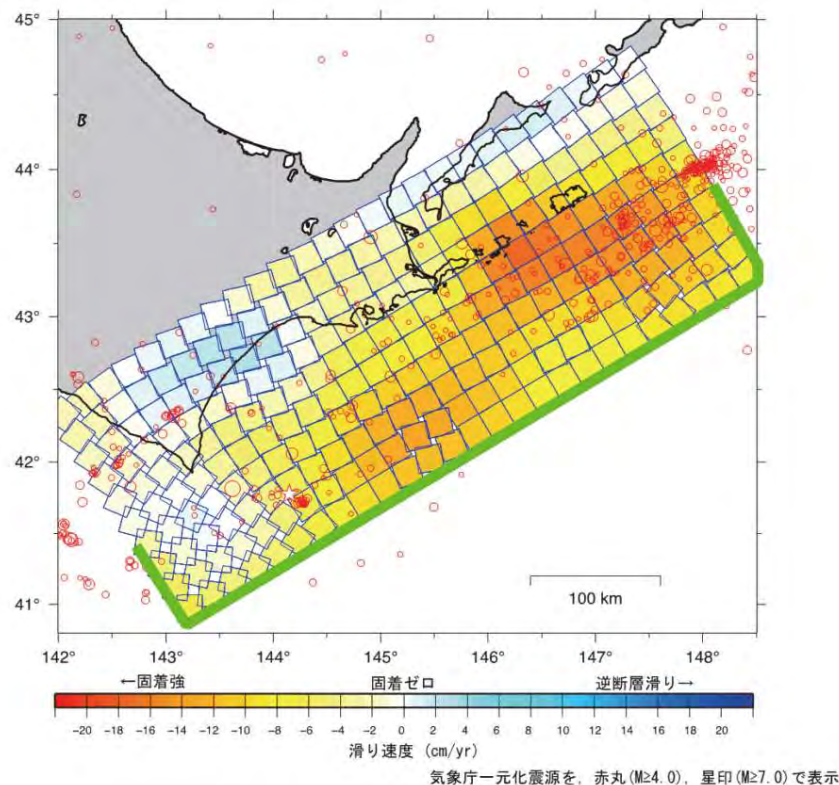 45°
44°
43°
42°
41°
100 km
142° 143° 144° 145° 146° 147° 148°
←固着強 固着ゼロ 逆断層滑り→
−20 −18 −16 −14 −12 −10 −8 −6 −4 −2 0 2 4 6 8 10 12 14 16 18 20
滑り速度 (cm/yr)
気象庁一元化震源を，赤丸(M≥4.0)，星印(M≥7.0)で表示